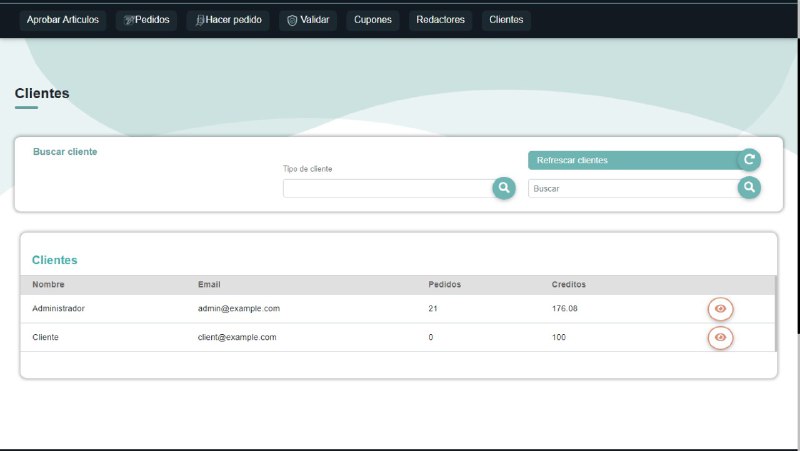 Aprobar Articulos Pedidos Hacer pedido Validar Cupones Redactores Clientes
Clientes
Buscar cliente
Refrescar clientes
Tipo de cliente
Buscar
Clientes
Nombre Email Pedidos Creditos
Administrador admin@example.com 21 176.08
Cliente client@example.com 0 100